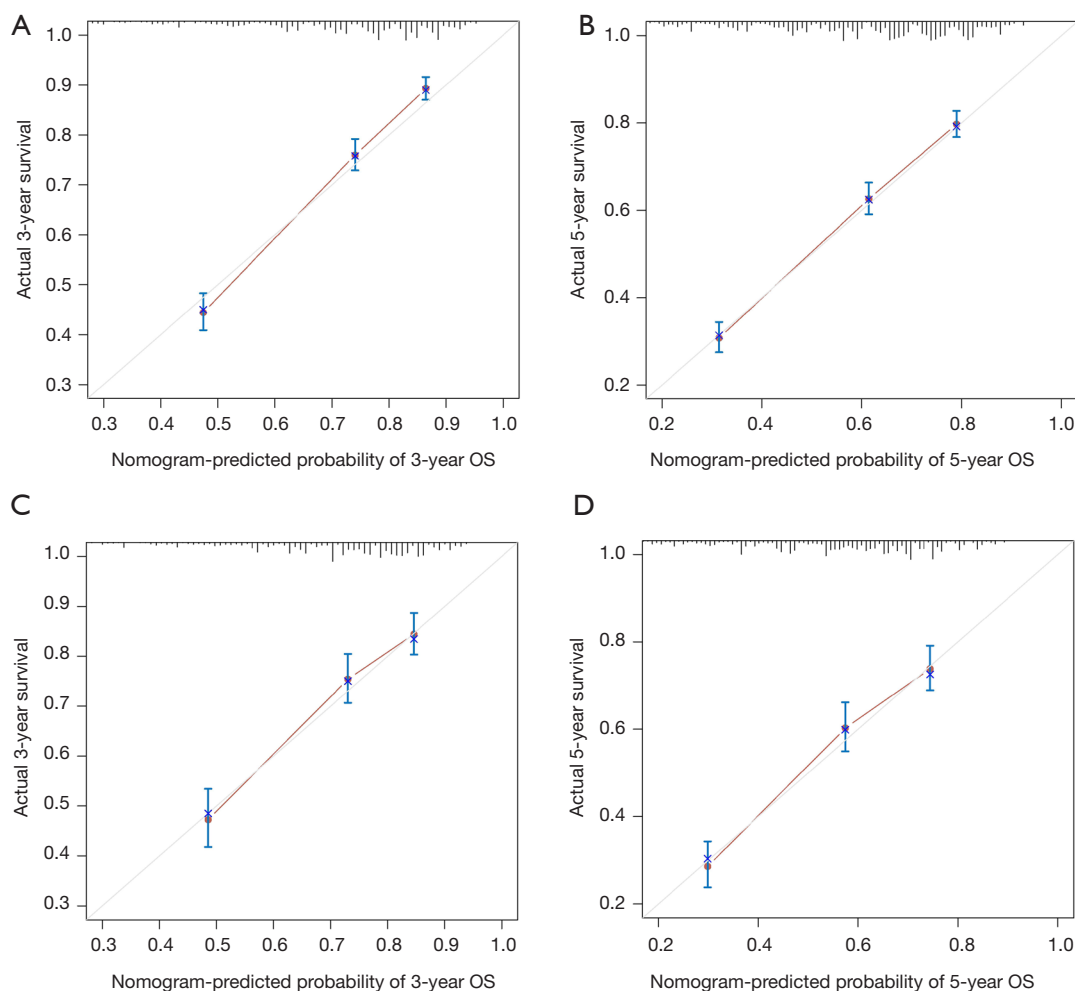 A
1.0
0.9
0.8
0.7
0.6
0.5
0.4
0.3
Actual 3-year survival
0.3 0.4 0.5 0.6 0.7 0.8 0.9 1.0
Nomogram-predicted probability of 3-year OS
B
1.0
0.8
0.6
0.4
0.2
Actual 5-year survival
0.2 0.4 0.6 0.8 1.0
Nomogram-predicted probability of 5-year OS
C
1.0
0.9
0.8
0.7
0.6
0.5
0.4
0.3
Actual 3-year survival
0.3 0.4 0.5 0.6 0.7 0.8 0.9 1.0
Nomogram-predicted probability of 3-year OS
D
1.0
0.8
0.6
0.4
0.2
Actual 5-year survival
0.2 0.4 0.6 0.8 1.0
Nomogram-predicted probability of 5-year OS